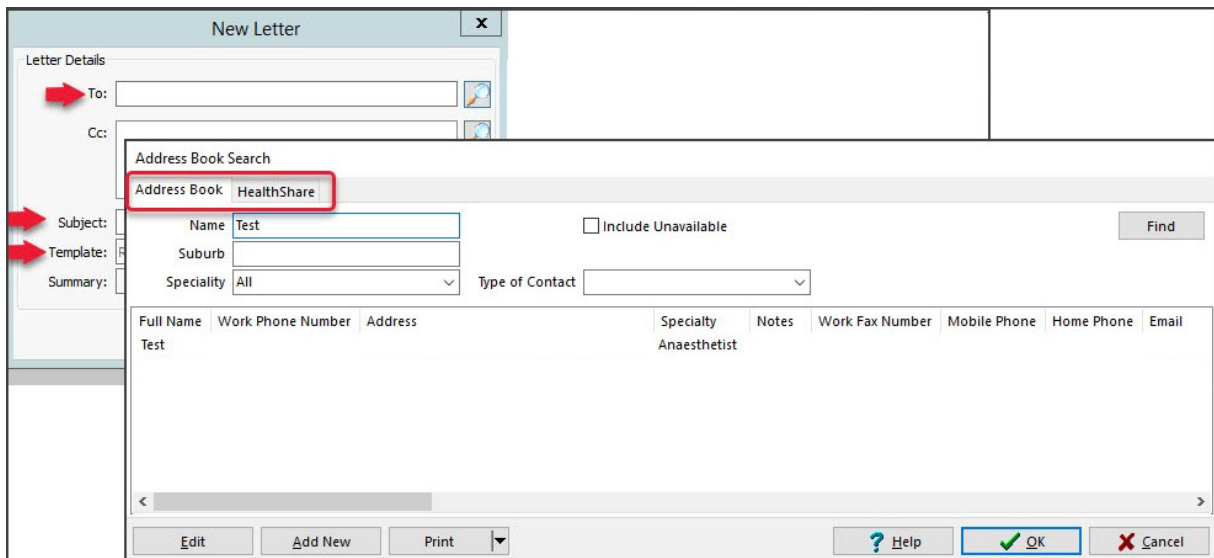 New Letter
x
Letter Details
To:
Cc:
Address Book Search
Address Book HealthShare
Subject:
Name Test Include Unavailable Find
Template: R
Suburb
Summary:
Speciality All Type of Contact
Full Name Work Phone Number Address Specialty Notes Work Fax Number Mobile Phone Home Phone Email
Test Anaesthetist
Edit Add New Print ? Help OK Cancel